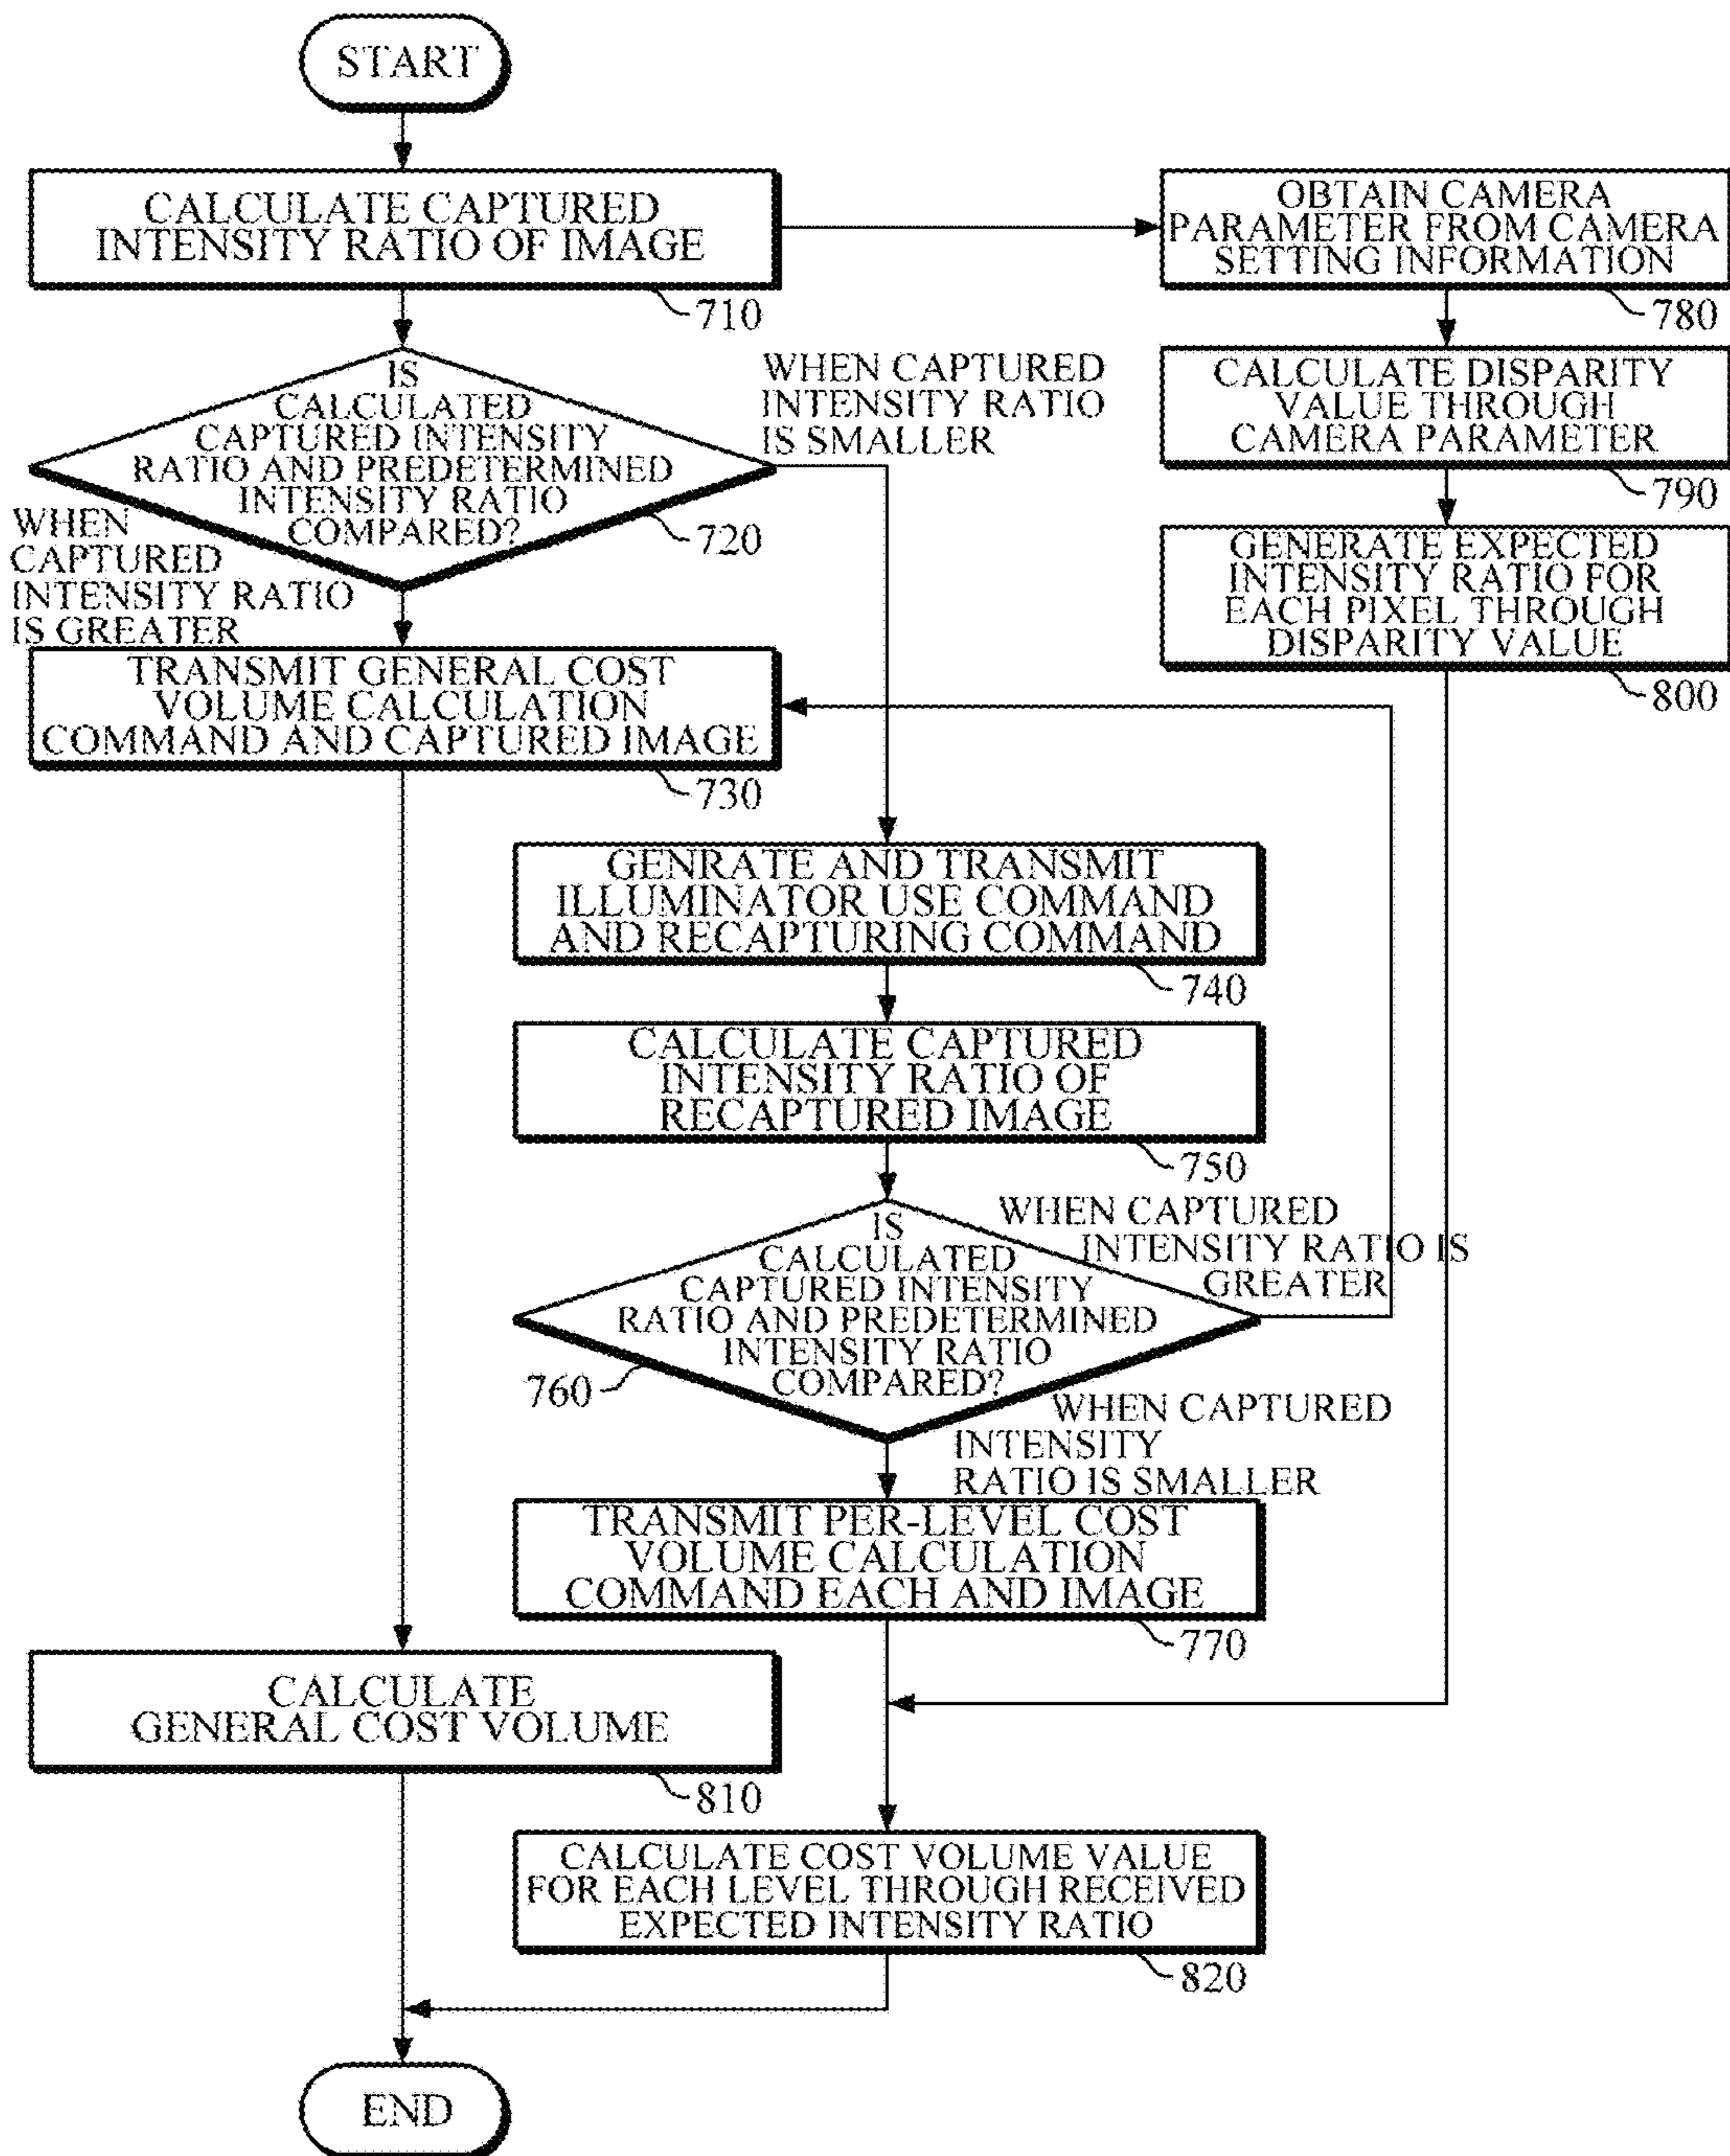 START
CALCULATE CAPTURED
INTENSITY RATIO OF IMAGE
710
OBTAIN CAMERA
PARAMETER FROM CAMERA
SETTING INFORMATION
780
IS
CALCULATED
CAPTURED INTENSITY
RATIO AND PREDETERMINED
INTENSITY RATIO
COMPARED?
720
WHEN CAPTURED
INTENSITY RATIO
IS SMALLER
CALCULATE DISPARITY
VALUE THROUGH
CAMERA PARAMETER
790
WHEN
CAPTURED
INTENSITY RATIO
IS GREATER
GENERATE EXPECTED
INTENSITY RATIO FOR
EACH PIXEL THROUGH
DISPARITY VALUE
800
TRANSMIT GENERAL COST
VOLUME CALCULATION
COMMAND AND CAPTURED IMAGE
730
GENRATE AND TRANSMIT
ILLUMINATOR USE COMMAND
AND RECAPTURING COMMAND
740
CALCULATE CAPTURED
INTENSITY RATIO OF
RECAPTURED IMAGE
750
IS
CALCULATED
CAPTURED INTENSITY
RATIO AND PREDETERMINED
INTENSITY RATIO
COMPARED?
760
WHEN CAPTURED
INTENSITY RATIO IS
GREATER
WHEN CAPTURED
INTENSITY
RATIO IS SMALLER
TRANSMIT PER-LEVEL COST
VOLUME CALCULATION
COMMAND EACH AND IMAGE
770
CALCULATE
GENERAL COST VOLUME
810
CALCULATE COST VOLUME VALUE
FOR EACH LEVEL THROUGH RECEIVED
EXPECTED INTENSITY RATIO
820
END